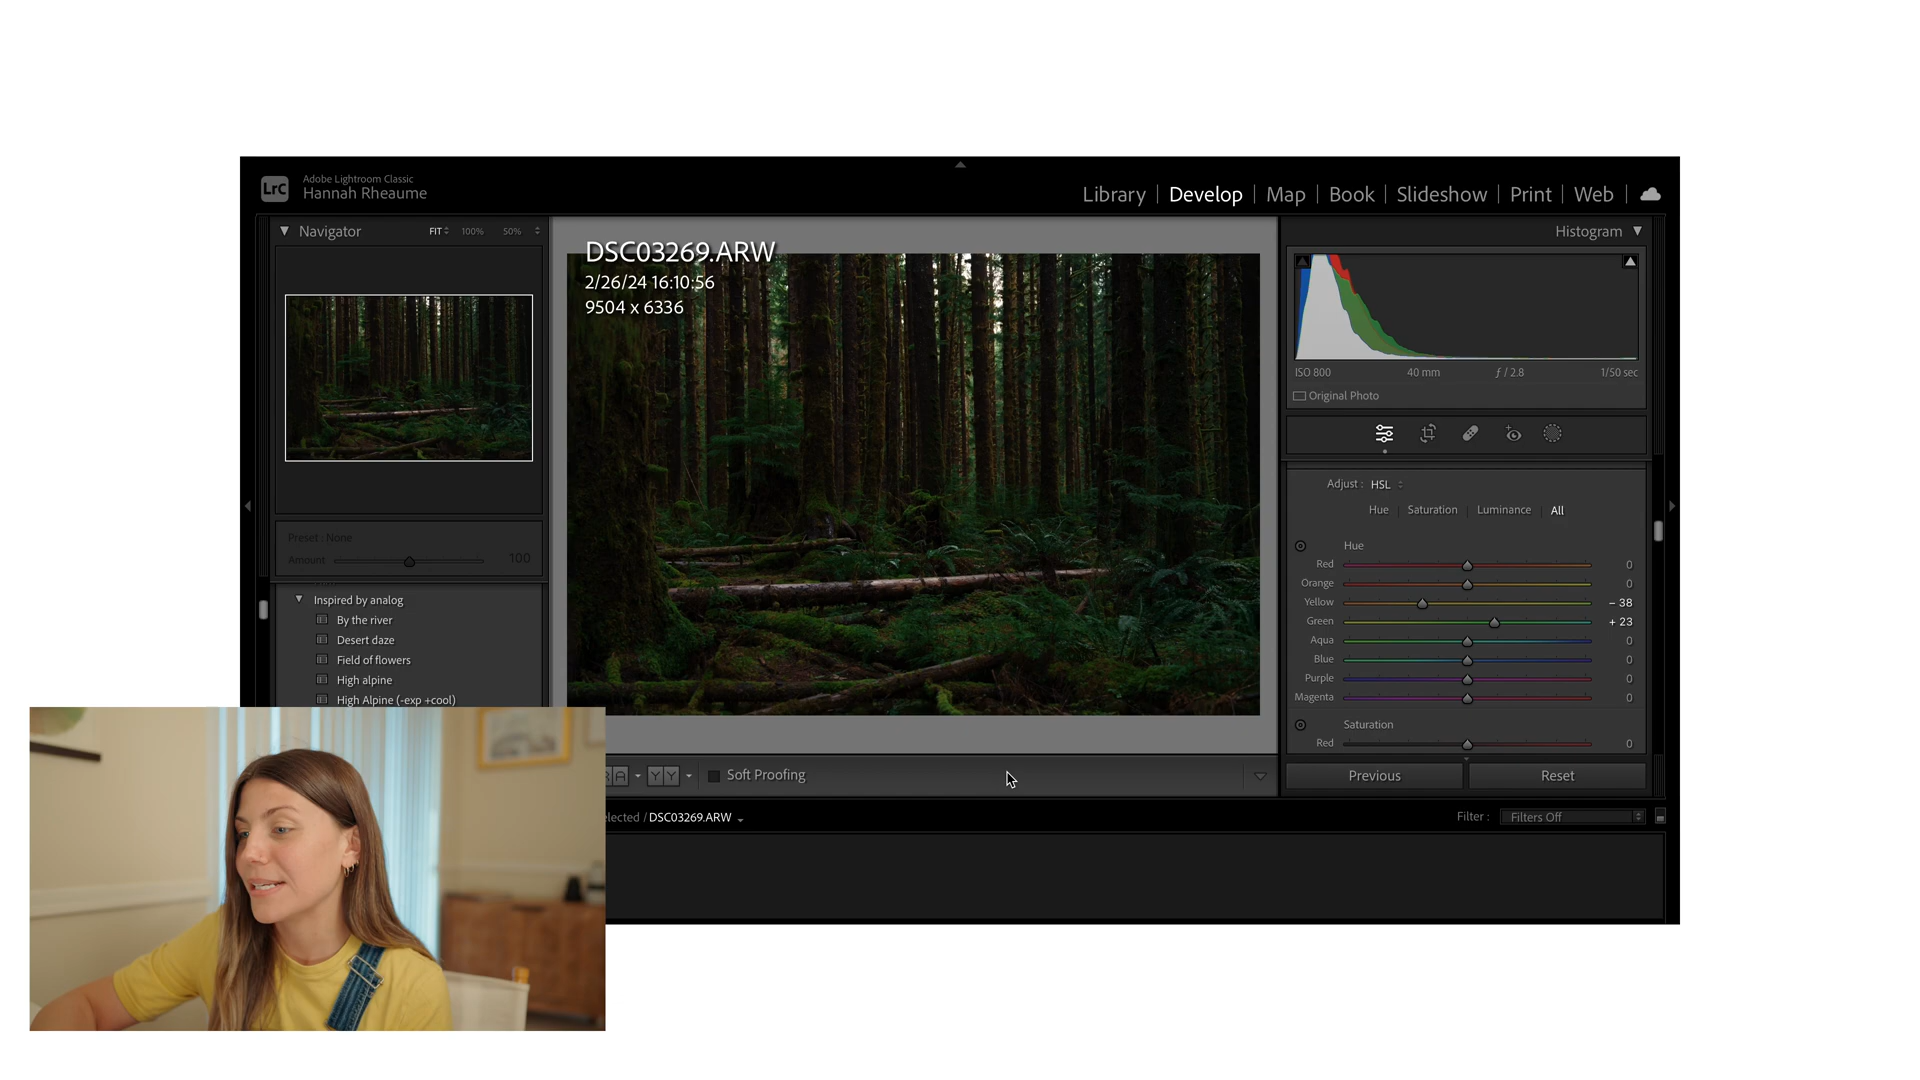 LrC
Adobe Lightroom Classic
Hannah Rheaume
Library | Develop | Map | Book | Slideshow | Print | Web
Navigator FIT 100% 50%
Preset : None
Amount 100
Inspired by analog
By the river
Desert daze
Field of flowers
High alpine
High Alpine (-exp +cool)
DSC03269.ARW
2/26/24 16:10:56
9504 x 6336
Histogram
ISO 800 40 mm ƒ / 2.8 1/50 sec
Original Photo
Adjust : HSL
Hue | Saturation | Luminance | All
Hue
Red 0
Orange 0
Yellow – 38
Green + 23
Aqua 0
Blue 0
Purple 0
Magenta 0
Saturation
Red 0
Previous Reset
A Y Y Soft Proofing
/ DSC03269.ARW
Filter : Filters Off